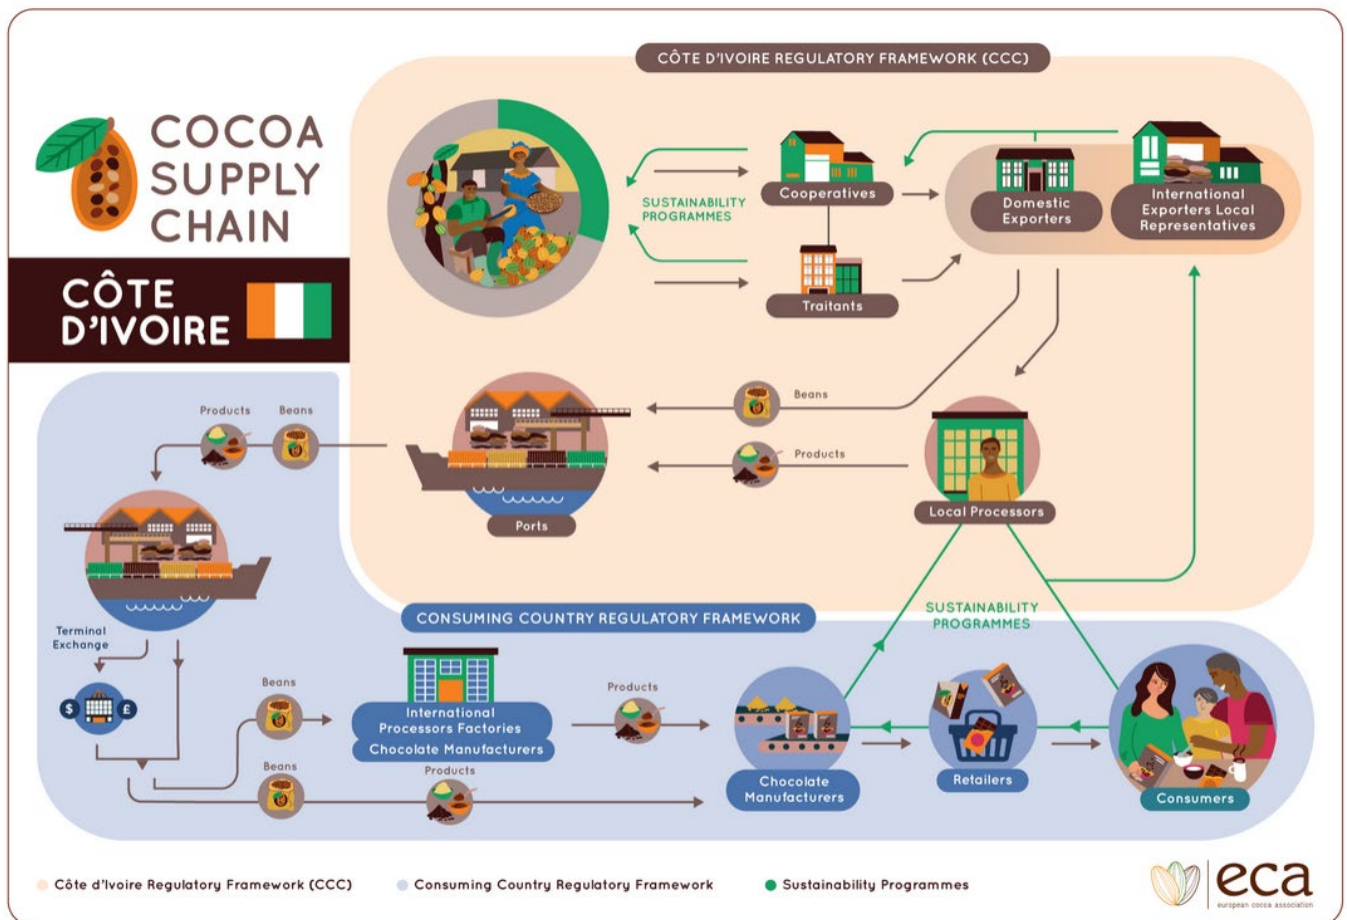 CÔTE D'IVOIRE REGULATORY FRAMEWORK (CCC)
COCOA
SUPPLY
CHAIN
CÔTE
D'IVOIRE
SUSTAINABILITY
PROGRAMMES
Cooperatives
Traitants
Domestic
Exporters
International
Exporters Local
Representatives
Beans
Products
Local Processors
Ports
Products
Beans
Terminal
Exchange
$
£
CONSUMING COUNTRY REGULATORY FRAMEWORK
SUSTAINABILITY
PROGRAMMES
Beans
International
Processors Factories
Chocolate Manufacturers
Products
Beans
Products
Chocolate
Manufacturers
Retailers
Consumers
Côte d'Ivoire Regulatory Framework (CCC)
Consuming Country Regulatory Framework
Sustainability Programmes
eca
european cocoa association